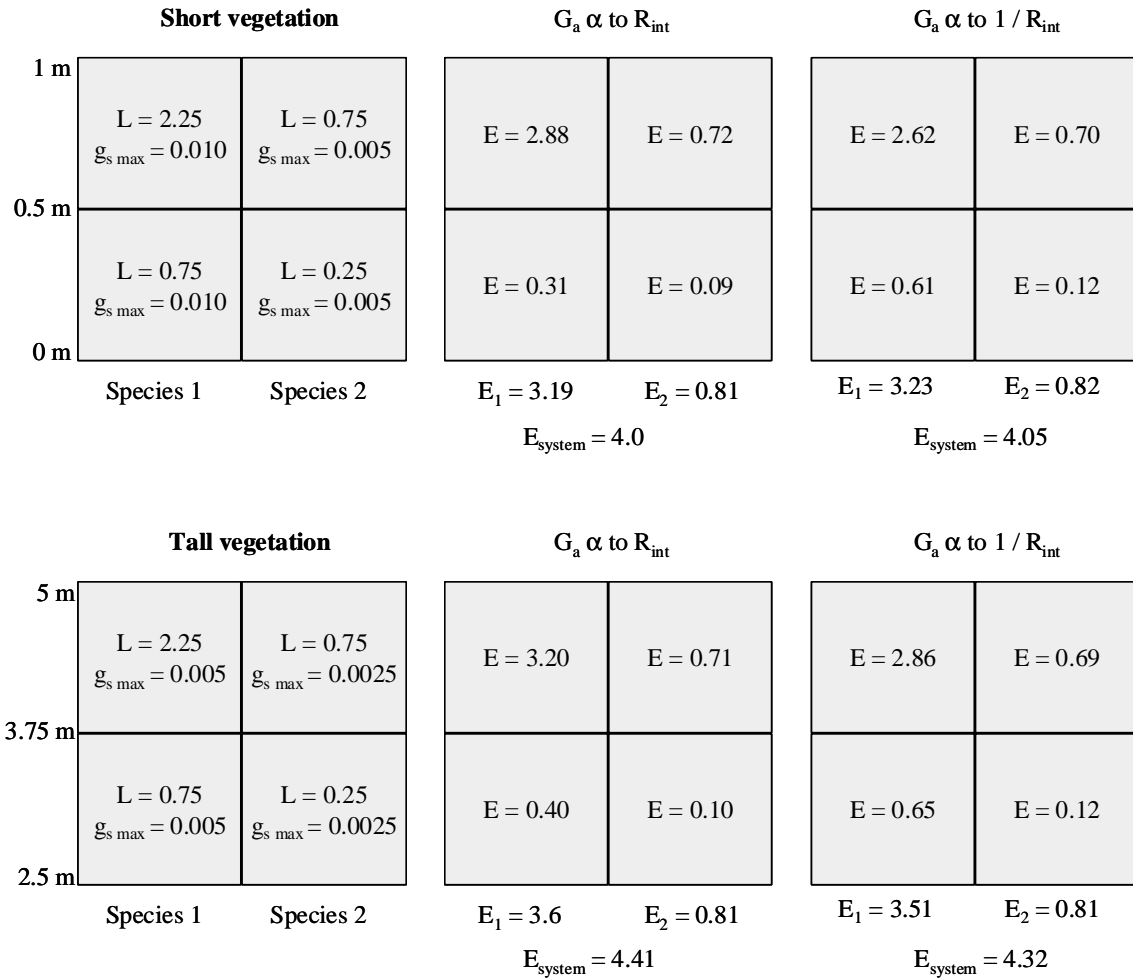 Short vegetation
Gₐ α to R_int
Gₐ α to 1 / R_int
1 m
0.5 m
0 m
L = 2.25
g_s max = 0.010
L = 0.75
g_s max = 0.005
L = 0.75
g_s max = 0.010
L = 0.25
g_s max = 0.005
Species 1
Species 2
E = 2.88
E = 0.72
E = 0.31
E = 0.09
E₁ = 3.19
E₂ = 0.81
E_system = 4.0
E = 2.62
E = 0.70
E = 0.61
E = 0.12
E₁ = 3.23
E₂ = 0.82
E_system = 4.05
Tall vegetation
Gₐ α to R_int
Gₐ α to 1 / R_int
5 m
3.75 m
2.5 m
L = 2.25
g_s max = 0.005
L = 0.75
g_s max = 0.0025
L = 0.75
g_s max = 0.005
L = 0.25
g_s max = 0.0025
Species 1
Species 2
E = 3.20
E = 0.71
E = 0.40
E = 0.10
E₁ = 3.6
E₂ = 0.81
E_system = 4.41
E = 2.86
E = 0.69
E = 0.65
E = 0.12
E₁ = 3.51
E₂ = 0.81
E_system = 4.32